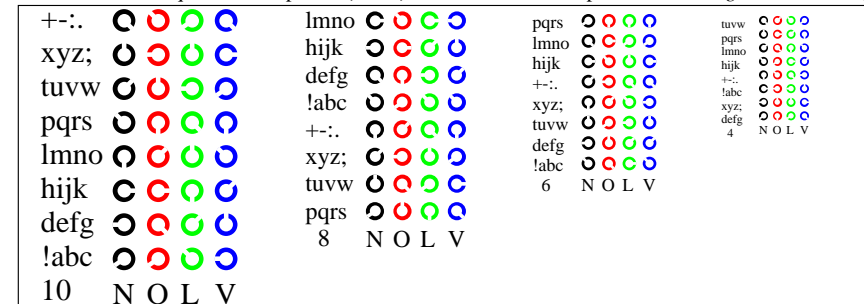 +-:.
xyz;
tuvw
pqrs
lmno
hijk
defg
!abc
10 N O L V
lmno
hijk
defg
!abc
+-:.
xyz;
tuvw
pqrs
8 N O L V
pqrs
lmno
hijk
+-:.
xyz;
tuvw
defg
!abc
6 N O L V
tuvw
pqrs
lmno
hijk
+-:.
!abc
xyz;
defg
4 N O L V